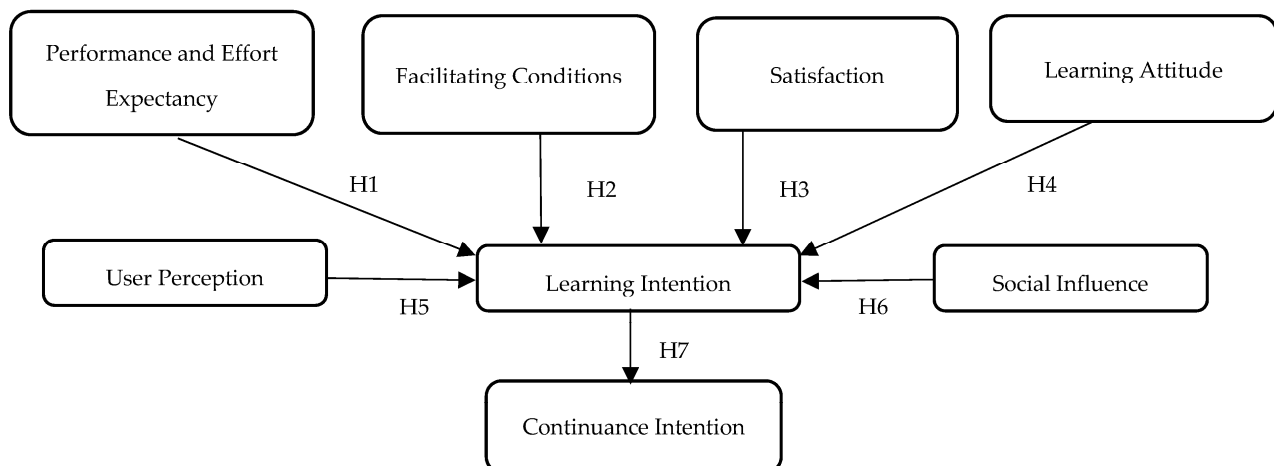 Performance and Effort
Expectancy
Facilitating Conditions
Satisfaction
Learning Attitude
H1
H2
H3
H4
User Perception
Learning Intention
Social Influence
H5
H6
H7
Continuance Intention